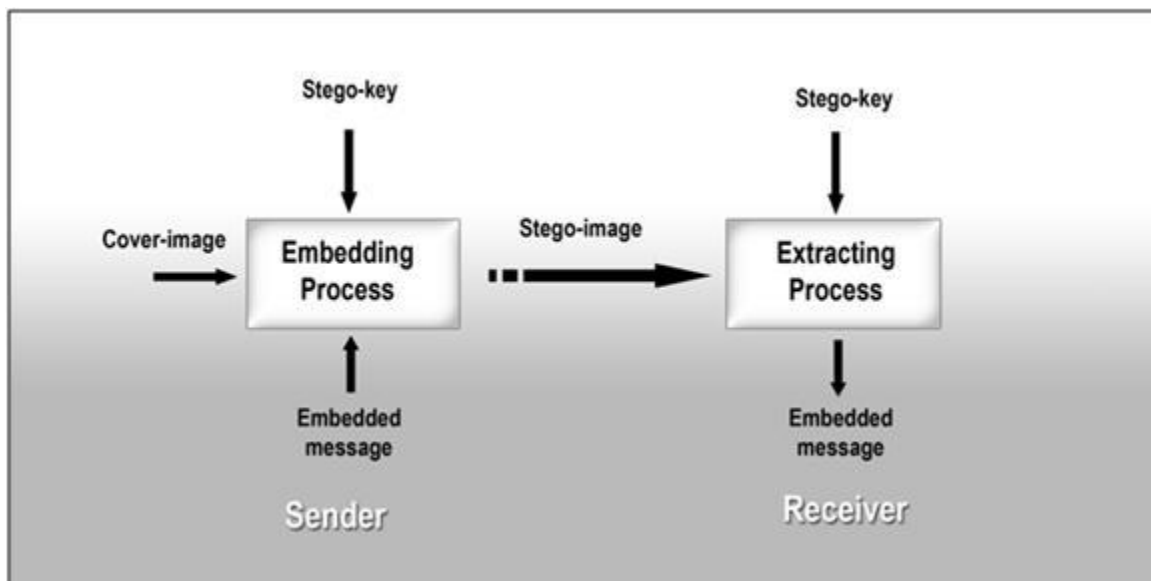 Stego-key
Stego-key
Cover-image
Embedding
Process
Stego-image
Extracting
Process
Embedded
message
Embedded
message
Sender
Receiver